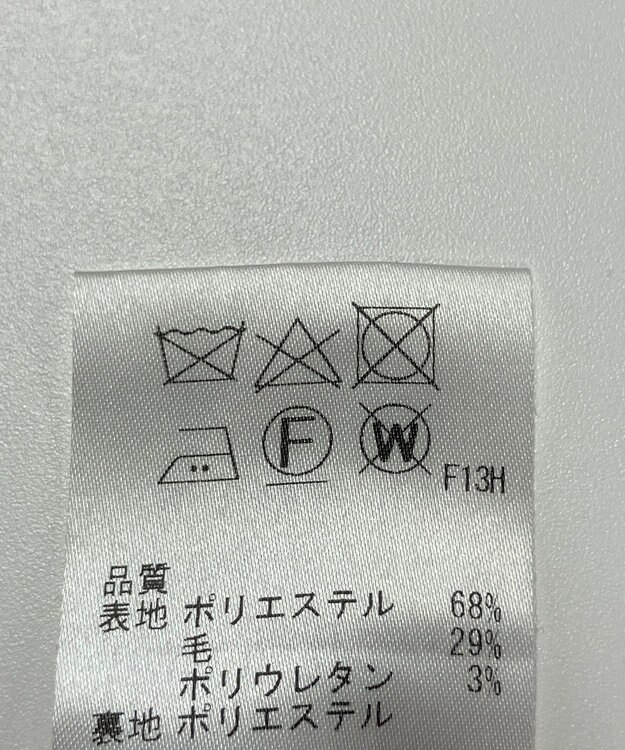 F W F13H
品質
表地 ポリエステル 68%
毛 29%
ポリウレタン 3%
裏地 ポリエステル